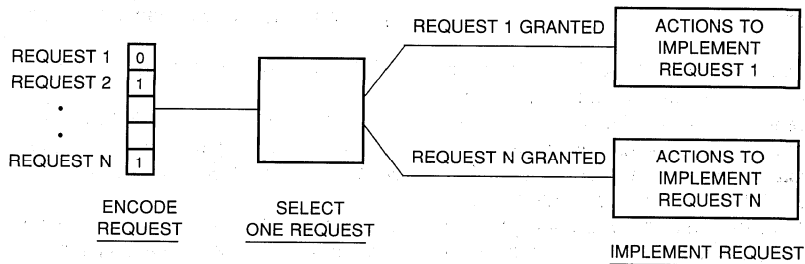 REQUEST 1 0
REQUEST 2 1
.
.
REQUEST N 1
ENCODE
REQUEST
SELECT
ONE REQUEST
REQUEST 1 GRANTED
ACTIONS TO
IMPLEMENT
REQUEST 1
REQUEST N GRANTED
ACTIONS TO
IMPLEMENT
REQUEST N
IMPLEMENT REQUEST